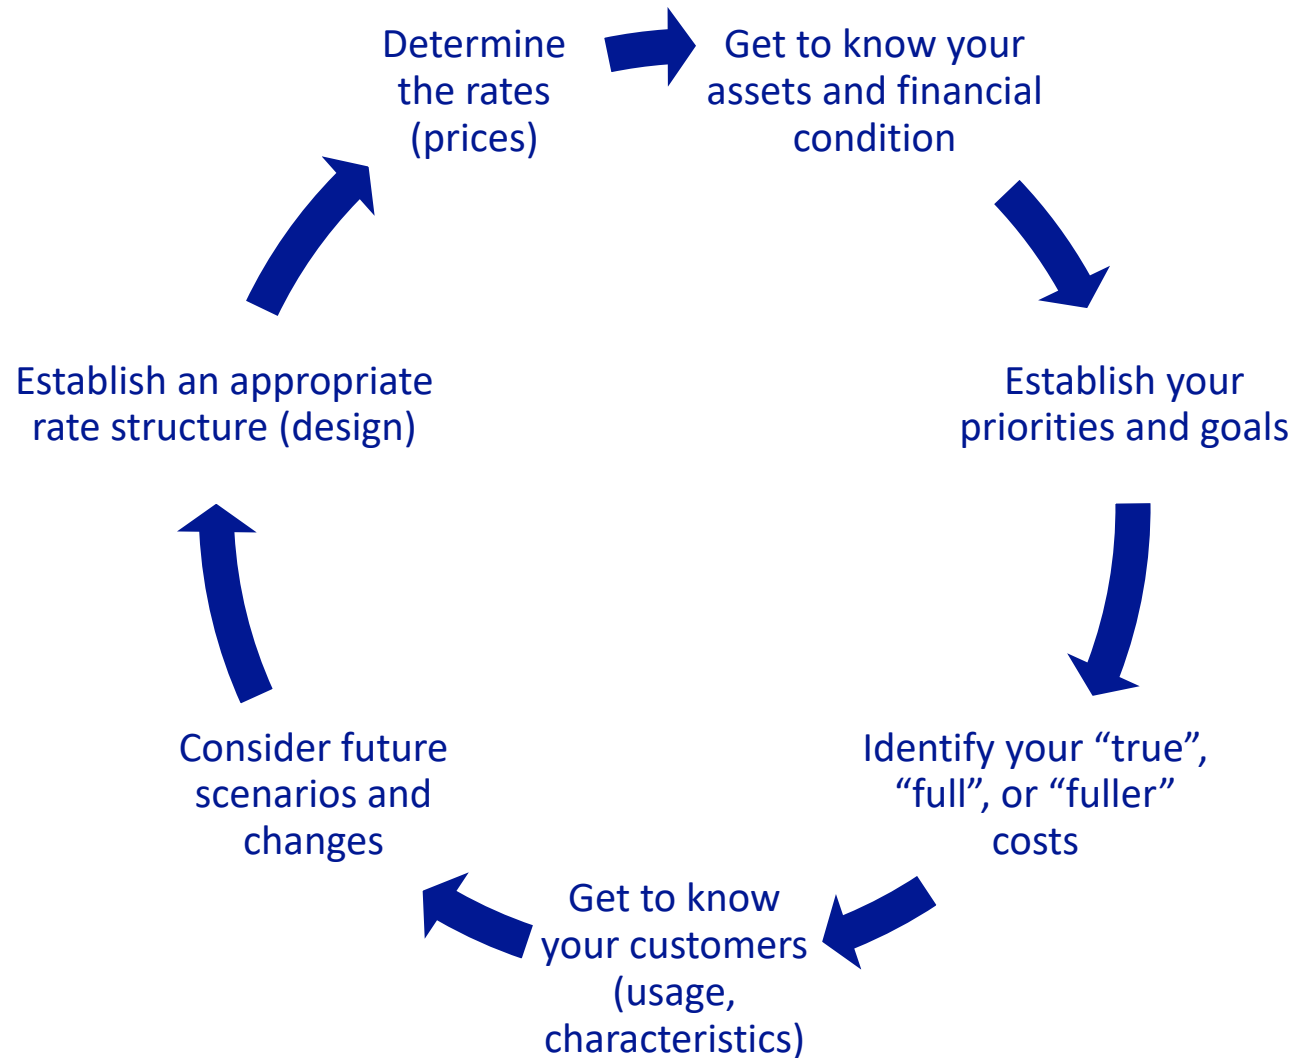 Determine
the rates
(prices)
Get to know your
assets and financial
condition
Establish your
priorities and goals
Identify your “true”,
“full”, or “fuller”
costs
Get to know
your customers
(usage,
characteristics)
Consider future
scenarios and
changes
Establish an appropriate
rate structure (design)